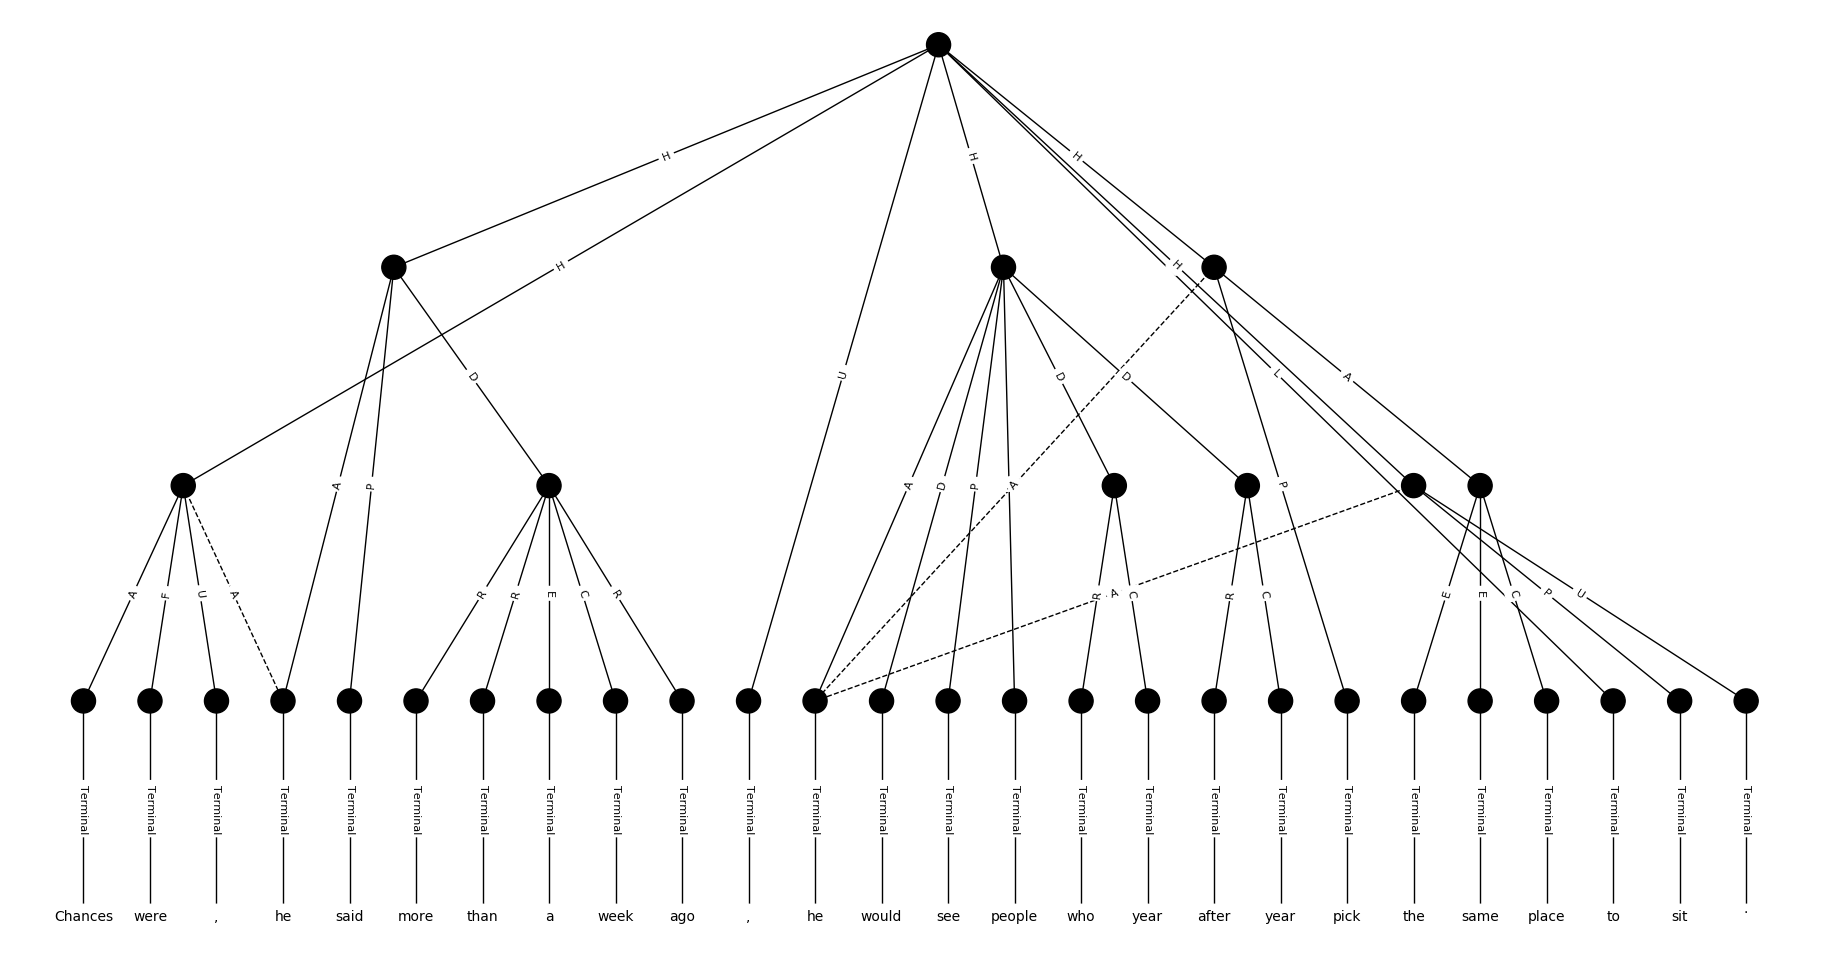 H
H
H
H
H
U
D
D
D
A
L
A
P
A
D
P
A
P
A
F
U
A
R
R
E
C
R
R
A
C
R
C
E
E
C
P
U
Terminal Terminal Terminal Terminal Terminal Terminal Terminal Terminal Terminal Terminal Terminal Terminal Terminal Terminal Terminal Terminal Terminal Terminal Terminal Terminal Terminal Terminal Terminal Terminal Terminal Terminal
Chances were , he said more than a week ago , he would see people who year after year pick the same place to sit .